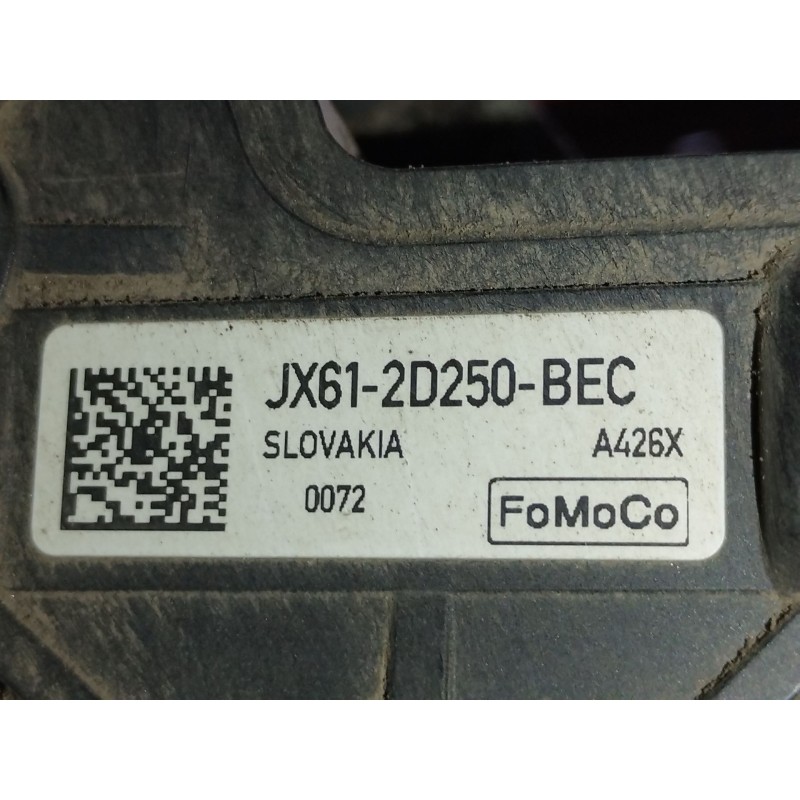 JX61-2D250-BEC
SLOVAKIA A426X
0072 FoMoCo